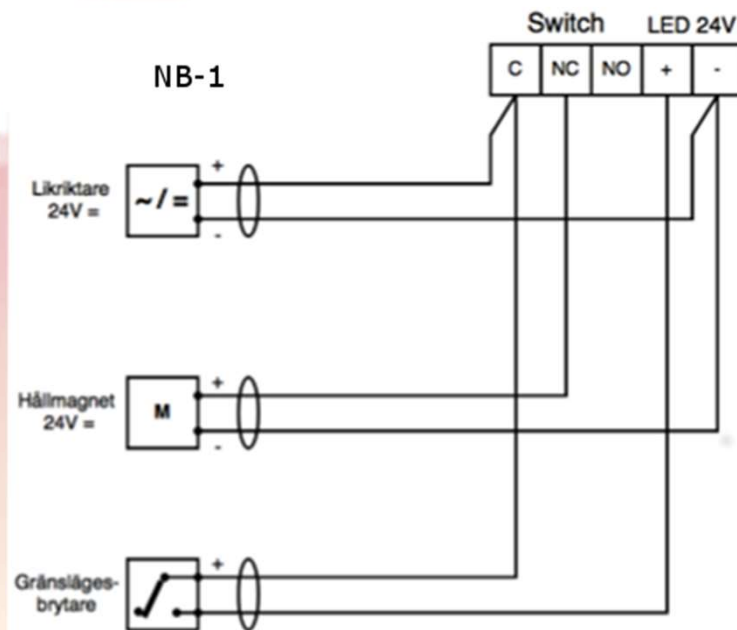 Switch LED 24V
NB-1
C NC NO + -
Likriktare
24V =
~ / =
+
-
Hållmagnet
24V =
M
+
-
Gränsläges-
brytare
+